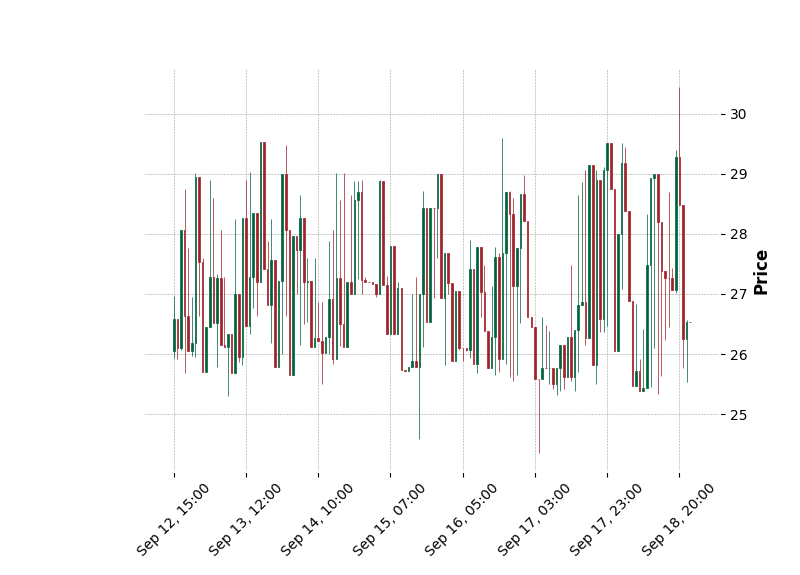 30
29
28
27
26
25
Price
Sep 12, 15:00
Sep 13, 12:00
Sep 14, 10:00
Sep 15, 07:00
Sep 16, 05:00
Sep 17, 03:00
Sep 17, 23:00
Sep 18, 20:00